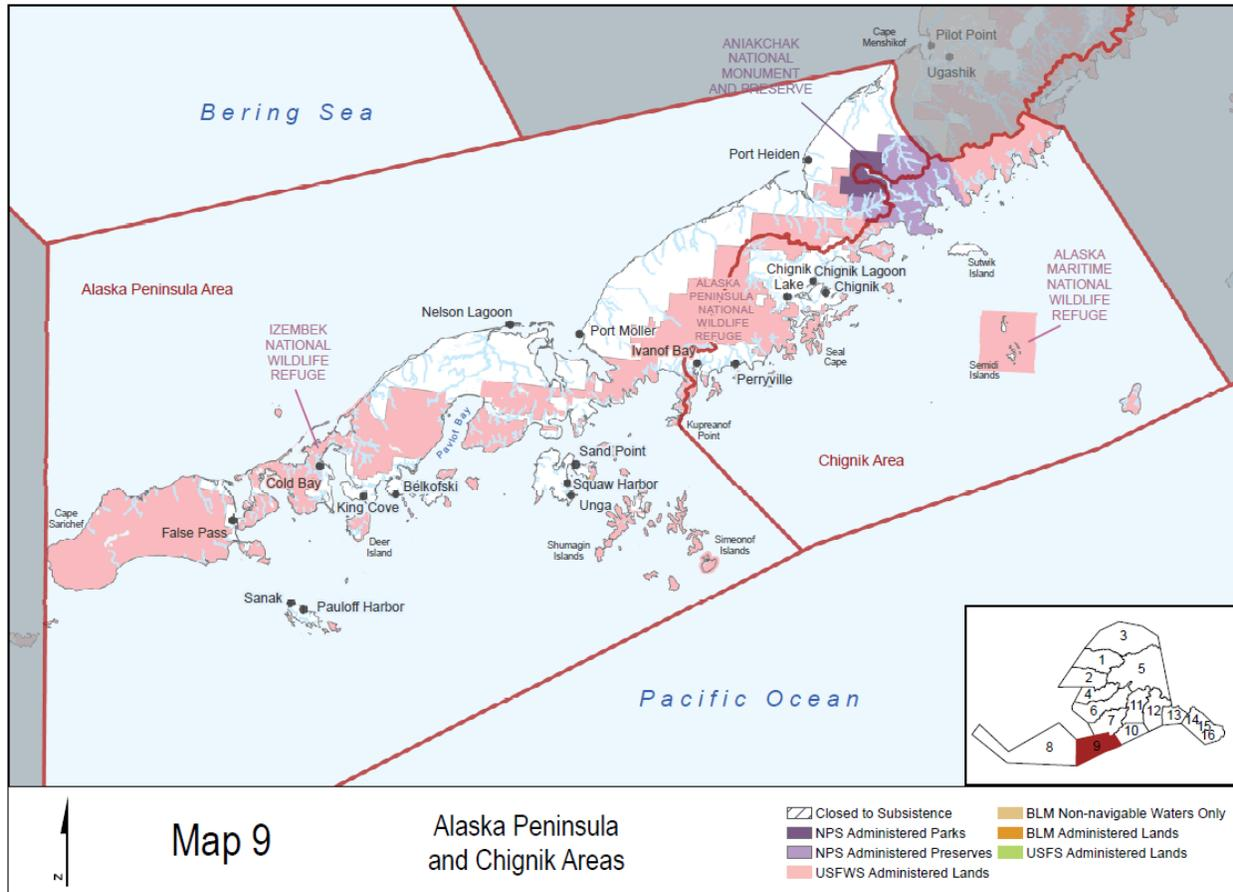 Cape
Menshikof
Pilot Point
Ugashik
ANIAKCHAK
NATIONAL
MONUMENT
AND PRESERVE
Bering Sea
Port Heiden
Alaska Peninsula Area
Sutwik
Island
ALASKA
MARITIME
NATIONAL
WILDLIFE
REFUGE
Chignik Lagoon
Chignik
Lake
Chignik
ALASKA
PENINSULA
NATIONAL
WILDLIFE
REFUGE
Nelson Lagoon
Port Moller
IZEMBEK
NATIONAL
WILDLIFE
REFUGE
Ivanof Bay
Seal
Cape
Semidi
Islands
Perryville
Kupreanof
Point
Pavlof Bay
Chignik Area
Sand Point
Squaw Harbor
Unga
Cold Bay
Belkofski
King Cove
Cape
Sarichef
False Pass
Deer
Island
Shumagin
Islands
Simeonof
Islands
Sanak
Pauloff Harbor
Pacific Ocean
3
1
5
2
4
6
11
12
13
14
15
16
7
10
8
9
N
Map 9
Alaska Peninsula
and Chignik Areas
Closed to Subsistence
NPS Administered Parks
NPS Administered Preserves
USFWS Administered Lands
BLM Non-navigable Waters Only
BLM Administered Lands
USFS Administered Lands